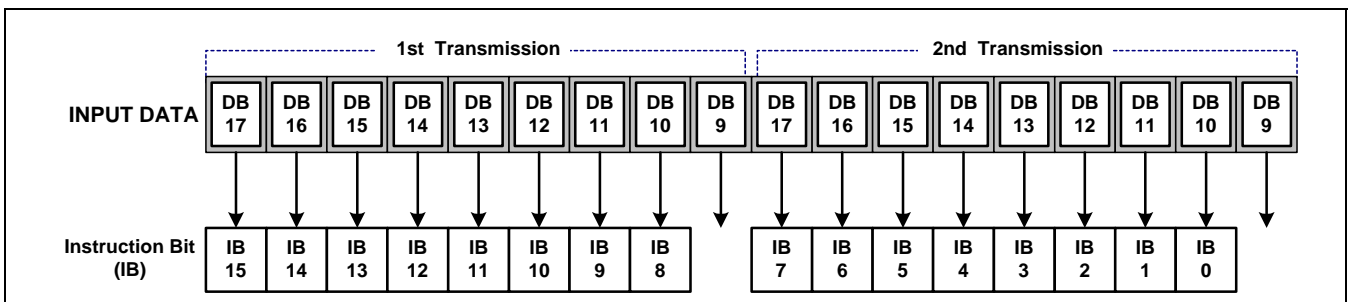 1st Transmission 2nd Transmission
INPUT DATA DB 17 DB 16 DB 15 DB 14 DB 13 DB 12 DB 11 DB 10 DB 9 DB 17 DB 16 DB 15 DB 14 DB 13 DB 12 DB 11 DB 10 DB 9
Instruction Bit (IB) IB 15 IB 14 IB 13 IB 12 IB 11 IB 10 IB 9 IB 8 IB 7 IB 6 IB 5 IB 4 IB 3 IB 2 IB 1 IB 0